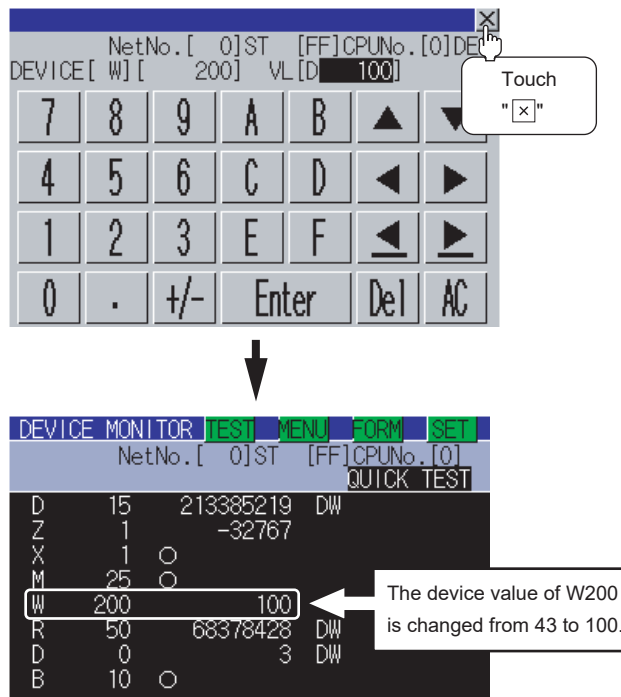 NetNo.[ 0]ST [FF]CPUNo.[0]DE
DEVICE[ W] [ 200] VL[D 100]
Touch
" × "
7 8 9 A B ▲ ▼
4 5 6 C D ◀ ▶
1 2 3 E F ◀ ▶
0 . +/- Enter Del AC
DEVICE MONITOR TEST MENU FORM SET
NetNo.[ 0]ST [FF]CPUNo.[0]
QUICK TEST
D 15 213385219 DW
Z 1 -32767
X 1 ○
M 25 ○
W 200 100
R 50 68378428 DW
D 0 3 DW
B 10 ○
The device value of W200
is changed from 43 to 100.